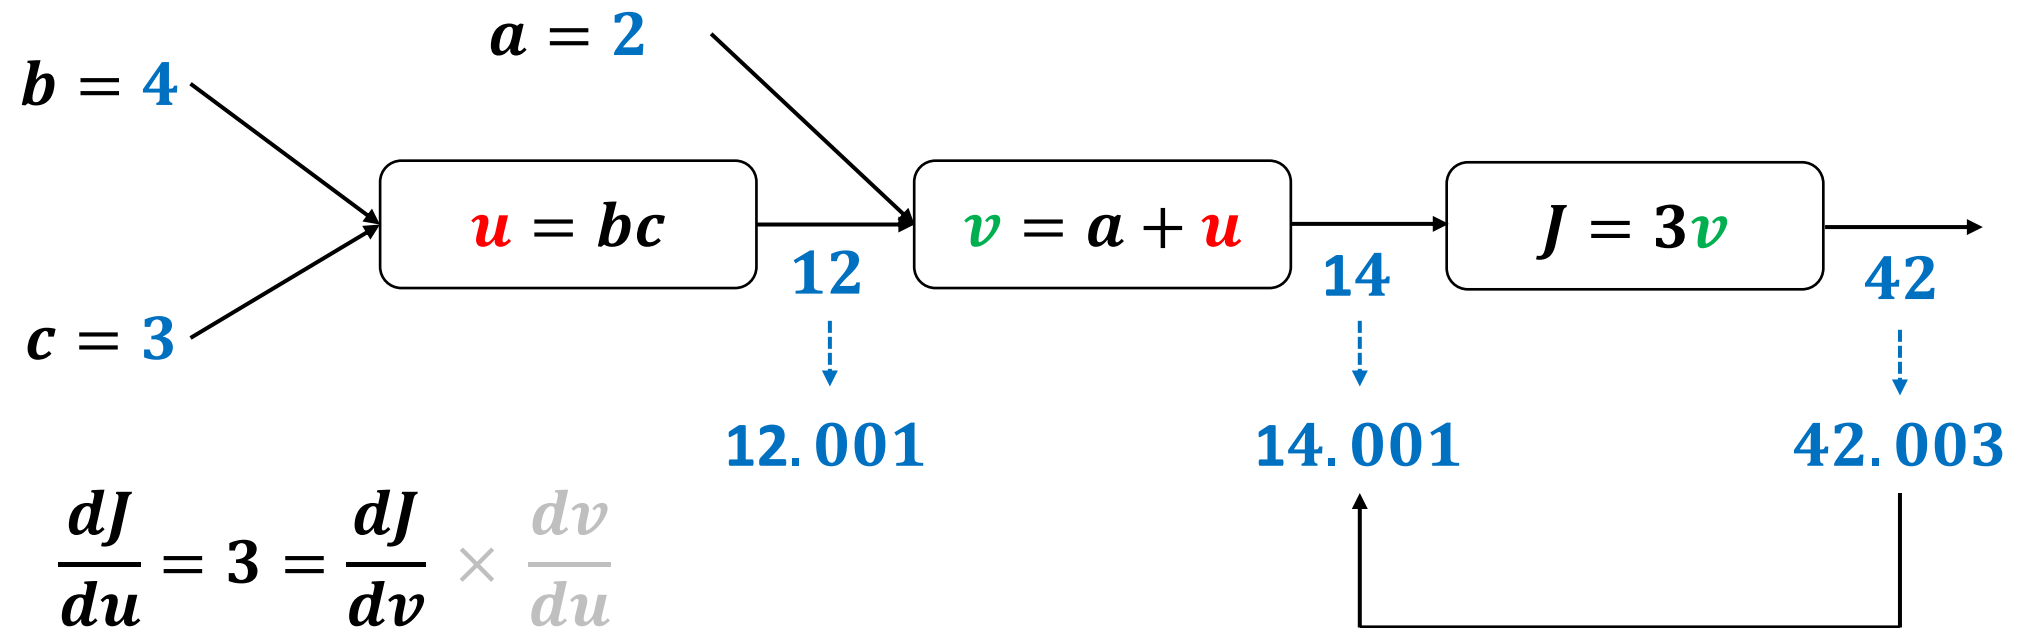 a = 2
b = 4
u = bc
v = a + u
J = 3v
12
14
42
c = 3
12.001
14.001
42.003
dJ/du = 3 = dJ/dv × dv/du